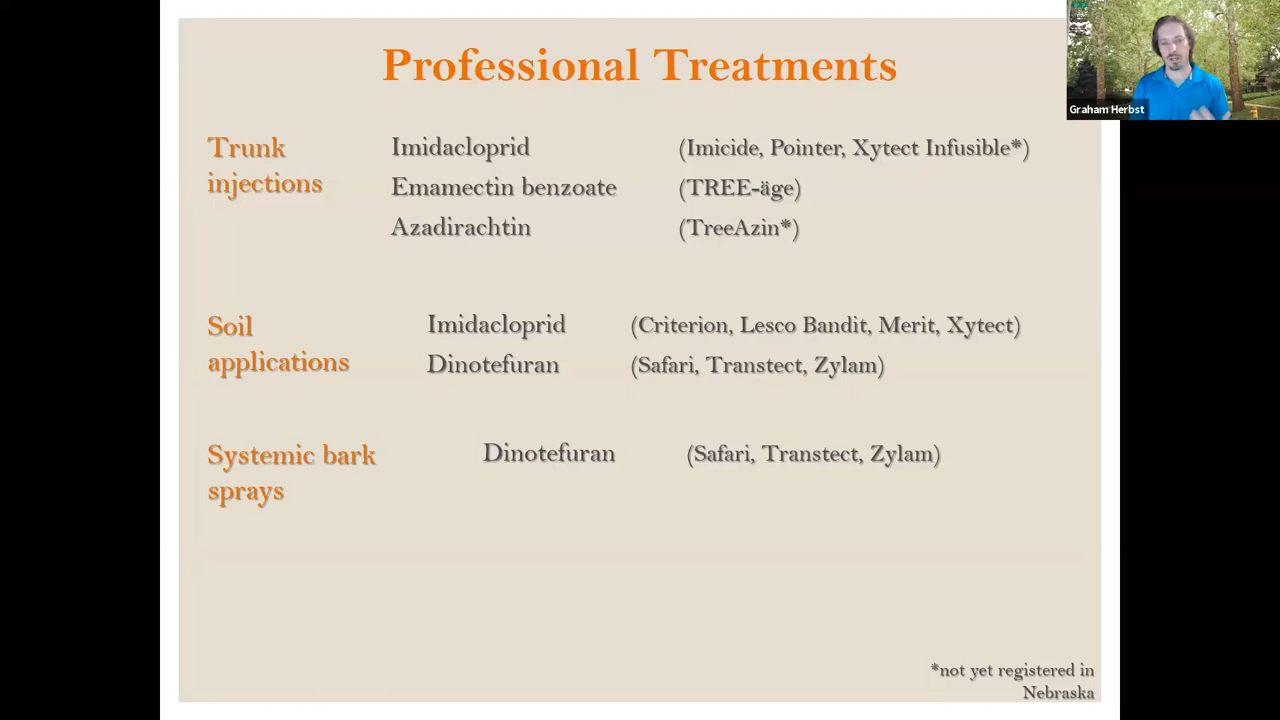 Professional Treatments
Graham Herbst
Trunk injections
Imidacloprid (Imicide, Pointer, Xytect Infusible*)
Emamectin benzoate (TREE-äge)
Azadirachtin (TreeAzin*)
Soil applications
Imidacloprid (Criterion, Lesco Bandit, Merit, Xytect)
Dinotefuran (Safari, Transtect, Zylam)
Systemic bark sprays
Dinotefuran (Safari, Transtect, Zylam)
*not yet registered in
Nebraska